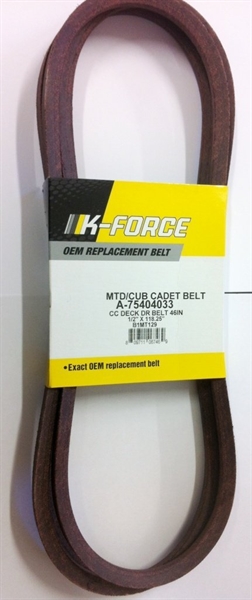 K-FORCE
OEM REPLACEMENT BELT
MTD/CUB CADET BELT
A-75404033
CC DECK DR BELT 46IN
1/2" X 118.25"
B1MT129
•Exact OEM replacement belt